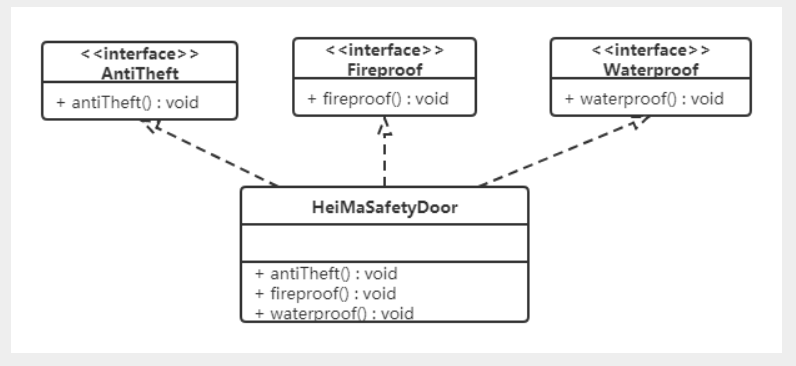 <<interface>>
AntiTheft
+ antiTheft() : void
<<interface>>
Fireproof
+ fireproof() : void
<<interface>>
Waterproof
+ waterproof() : void
HeiMaSafetyDoor
+ antiTheft() : void
+ fireproof() : void
+ waterproof() : void